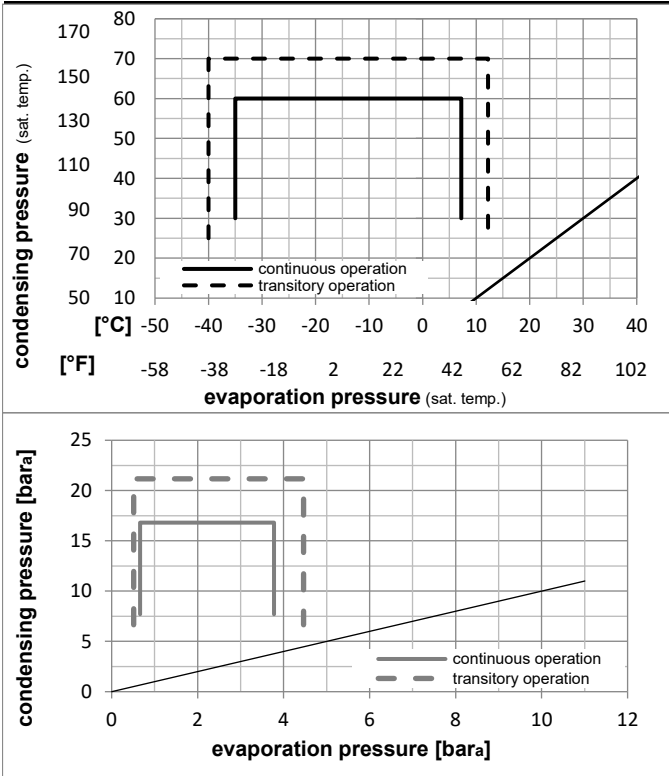 condensing pressure (sat. temp.)
170 80
150 70
130 60
50
110 40
90 30
70 20
50 10
continuous operation
transitory operation
[°C] -50 -40 -30 -20 -10 0 10 20 30 40
[°F] -58 -38 -18 2 22 42 62 82 102
evaporation pressure (sat. temp.)
condensing pressure [bara]
25
20
15
10
5
0
continuous operation
transitory operation
0 2 4 6 8 10 12
evaporation pressure [bara]